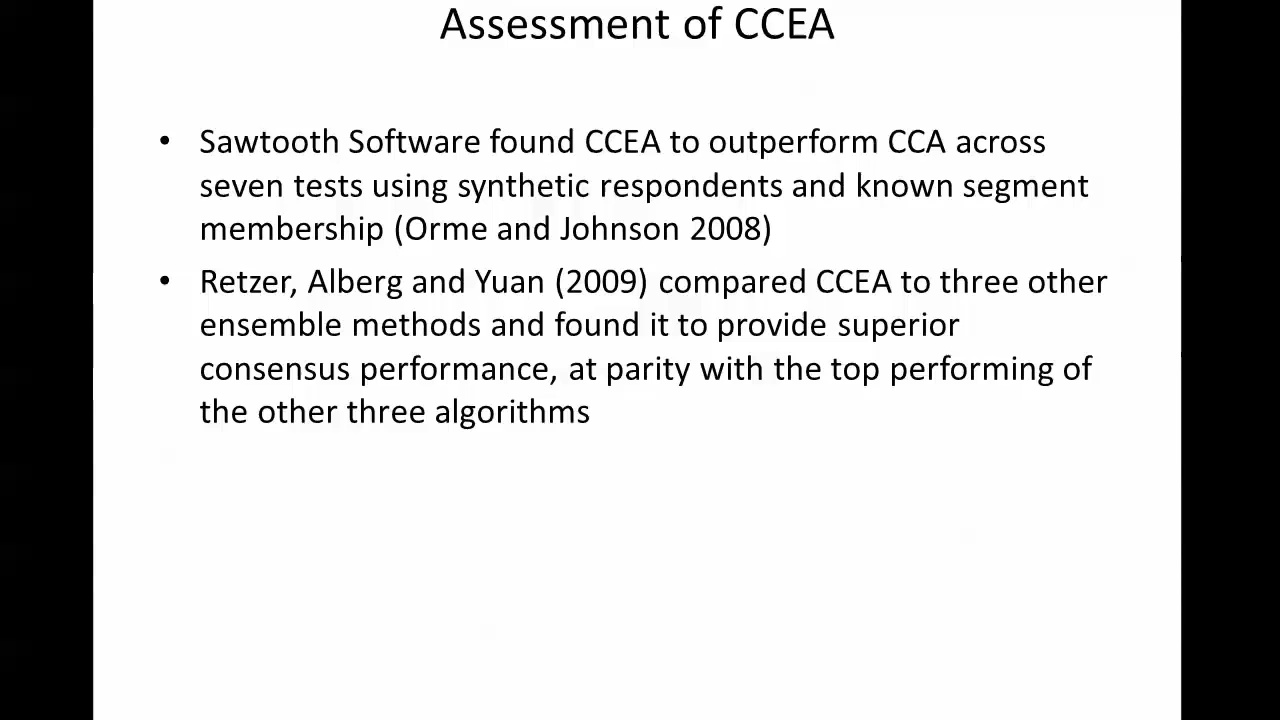 Assessment of CCEA
• Sawtooth Software found CCEA to outperform CCA across
seven tests using synthetic respondents and known segment
membership (Orme and Johnson 2008)
• Retzer, Alberg and Yuan (2009) compared CCEA to three other
ensemble methods and found it to provide superior
consensus performance, at parity with the top performing of
the other three algorithms